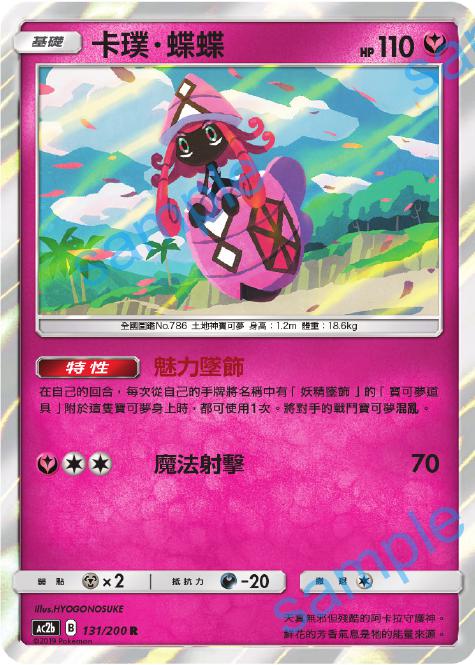 基礎 卡璞・蝶蝶 HP 110
全國圖鑑No.786 土地神寶可夢 身高：1.2m 體重：18.6kg
特性 魅力墜飾
在自己的回合，每次從自己的手牌將名稱中有「妖精墜飾」的「寶可夢道
具」附於這隻寶可夢身上時，都可使用1次。將對手的戰鬥寶可夢混亂。
魔法射擊 70
弱點 ×2 抵抗力 -20 撤退
illus.HYOGONOSUKE
AC2b B 131/200 R
©2019 Pokémon
天真無邪但殘酷的阿卡拉守護神。
鮮花的芳香氣息是牠的能量來源。
sample
sample
sample